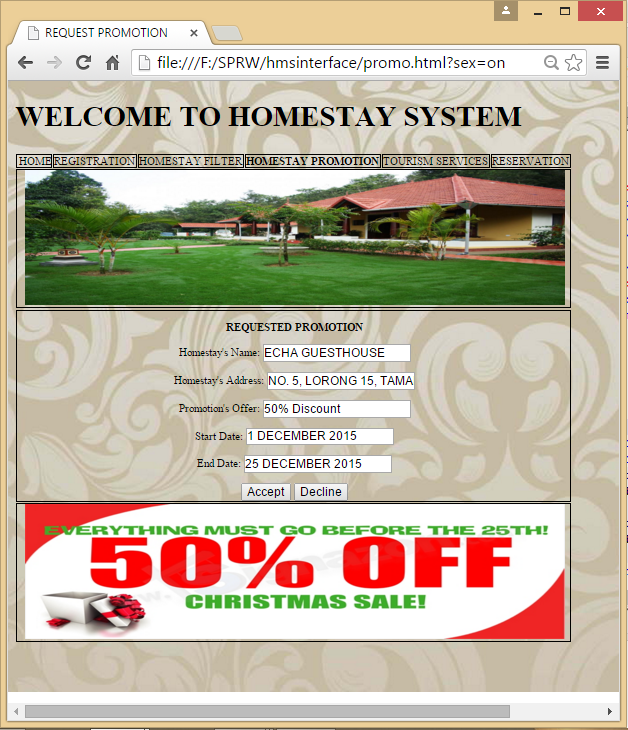 REQUEST PROMOTION
file:///F:/SPRW/hmsinterface/promo.html?sex=on
WELCOME TO HOMESTAY SYSTEM
HOME REGISTRATION HOMESTAY FILTER HOMESTAY PROMOTION TOURISM SERVICES RESERVATION
REQUESTED PROMOTION
Homestay's Name: ECHA GUESTHOUSE
Homestay's Address: NO. 5, LORONG 15, TAMA
Promotion's Offer: 50% Discount
Start Date: 1 DECEMBER 2015
End Date: 25 DECEMBER 2015
Accept Decline
EVERYTHING MUST GO BEFORE THE 25TH!
50% OFF
CHRISTMAS SALE!